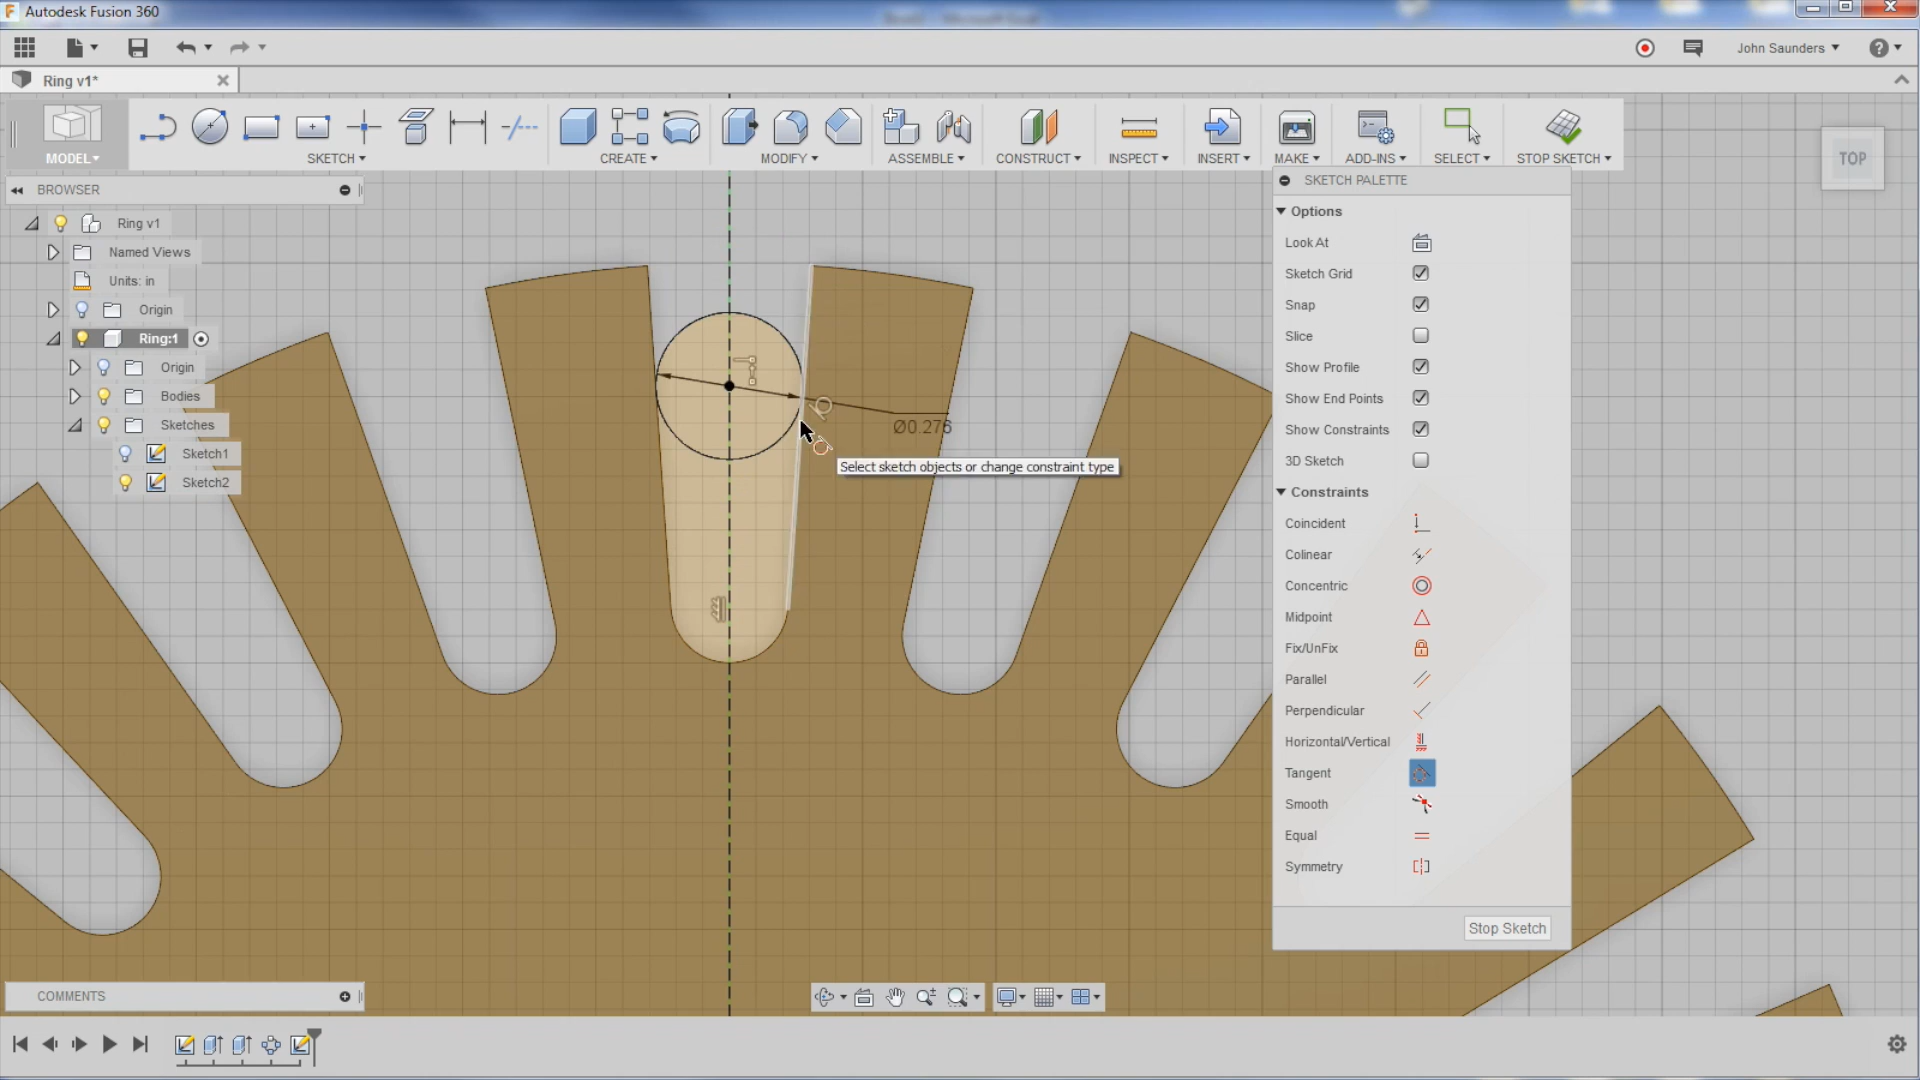 Autodesk Fusion 360
John Saunders
Ring v1*
MODEL
SKETCH
CREATE
MODIFY
ASSEMBLE
CONSTRUCT
INSPECT
INSERT
MAKE
ADD-INS
SELECT
STOP SKETCH
TOP
BROWSER
Ring v1
Named Views
Units: in
Origin
Ring:1
Origin
Bodies
Sketches
Sketch1
Sketch2
Ø0.276
Select sketch objects or change constraint type
SKETCH PALETTE
Options
Look At
Sketch Grid
Snap
Slice
Show Profile
Show End Points
Show Constraints
3D Sketch
Constraints
Coincident
Colinear
Concentric
Midpoint
Fix/UnFix
Parallel
Perpendicular
Horizontal/Vertical
Tangent
Smooth
Equal
Symmetry
Stop Sketch
COMMENTS